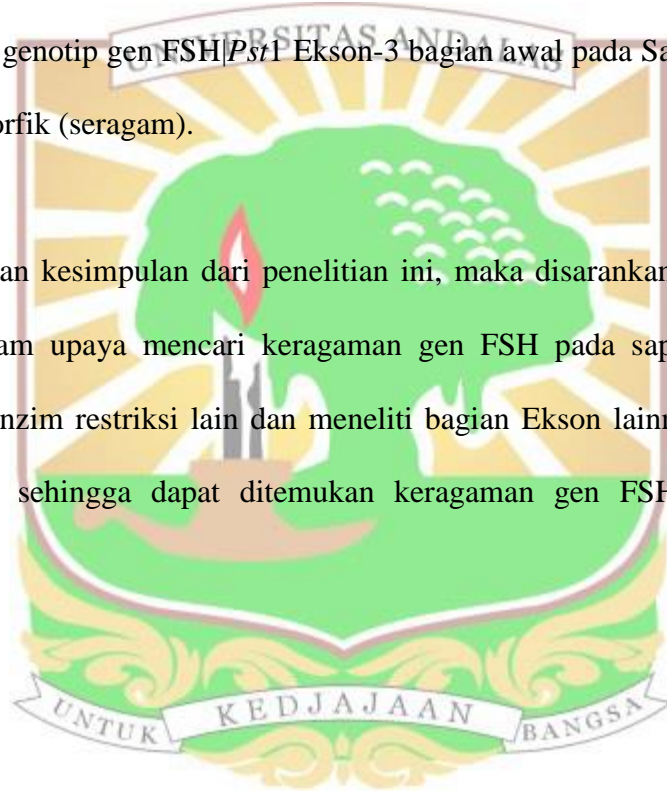 UNIVERSITAS ANDALAS
genotip gen FSH|Pst1 Ekson-3 bagian awal pada Sa
orfik (seragam).
an kesimpulan dari penelitian ini, maka disarankan
am upaya mencari keragaman gen FSH pada sap
nzim restriksi lain dan meneliti bagian Ekson lain
sehingga dapat ditemukan keragaman gen FSH
UNTUK KEDJAJAAN BANGSA